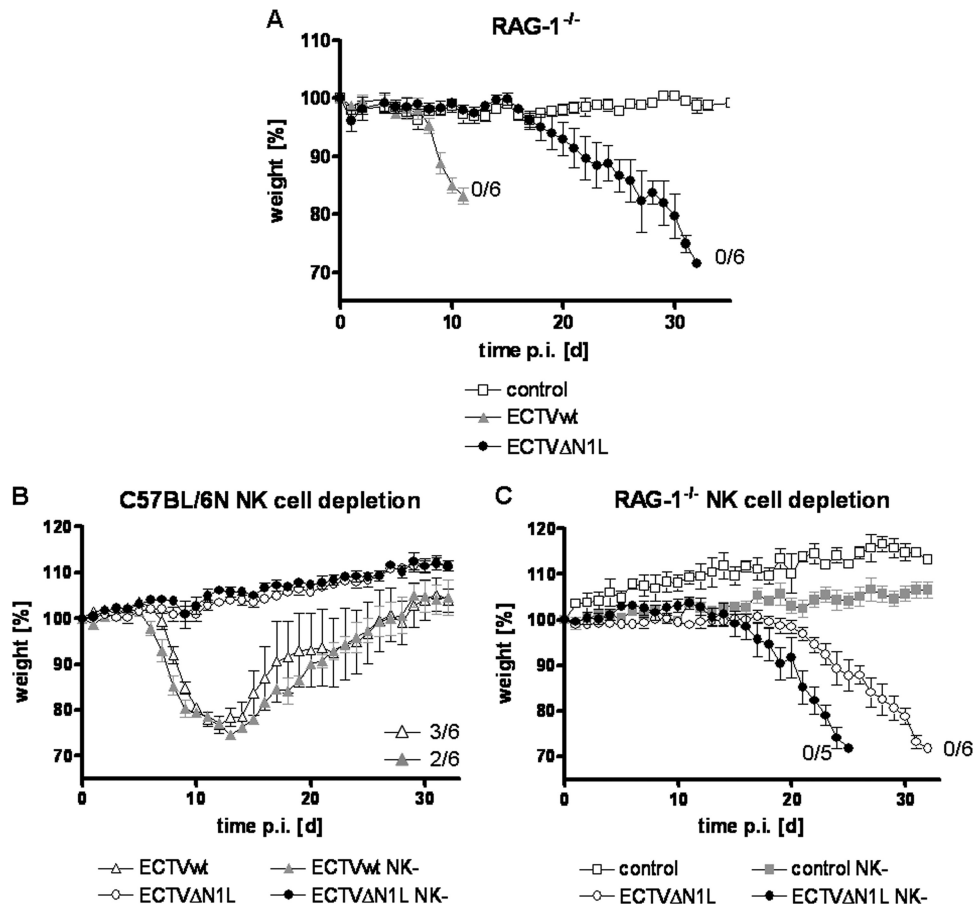 A
RAG-1-/-
110
100
90
80
70
weight [%]
0/6
0/6
0 10 20 30
time p.i. [d]
control
ECTVwt
ECTVΔN1L
B
C57BL/6N NK cell depletion
120
110
100
90
80
70
weight [%]
3/6
2/6
0 10 20 30
time p.i. [d]
ECTVwt ECTVwt NK-
ECTVΔN1L ECTVΔN1L NK-
C
RAG-1-/- NK cell depletion
120
110
100
90
80
70
weight [%]
0/5
0/6
0 10 20 30
time p.i. [d]
control control NK-
ECTVΔN1L ECTVΔN1L NK-